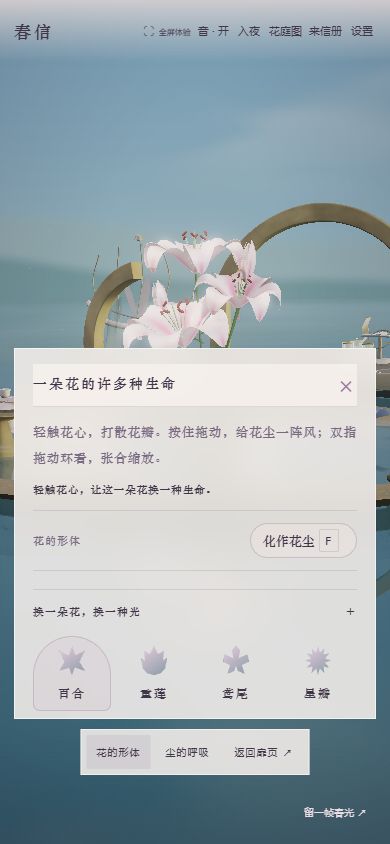 春信
全屏体验 音·开 入夜 花庭图 来信册 设置
一朵花的许多种生命 ×
轻触花心，打散花瓣。按住拖动，给花尘一阵风；双指
拖动环看，张合缩放。
轻触花心，让这一朵花换一种生命。
花的形体 化作花尘 F
换一朵花，换一种光 +
百合 重莲 鸢尾 星瓣
花的形体 尘的呼吸 返回扉页 ↗
留一帧春光 ↗